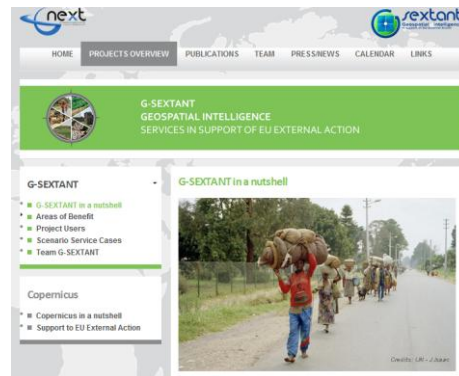 next
sextant
HOME PROJECTS OVERVIEW PUBLICATIONS TEAM PRESS/NEWS CALENDAR LINKS
G-SEXTANT
GEOSPATIAL INTELLIGENCE
SERVICES IN SUPPORT OF EU EXTERNAL ACTION
G-SEXTANT
G-SEXTANT in a nutshell
Areas of Benefit
Project Users
Scenario Service Cases
Team G-SEXTANT
Copernicus
Copernicus in a nutshell
Support to EU External Action
G-SEXTANT in a nutshell